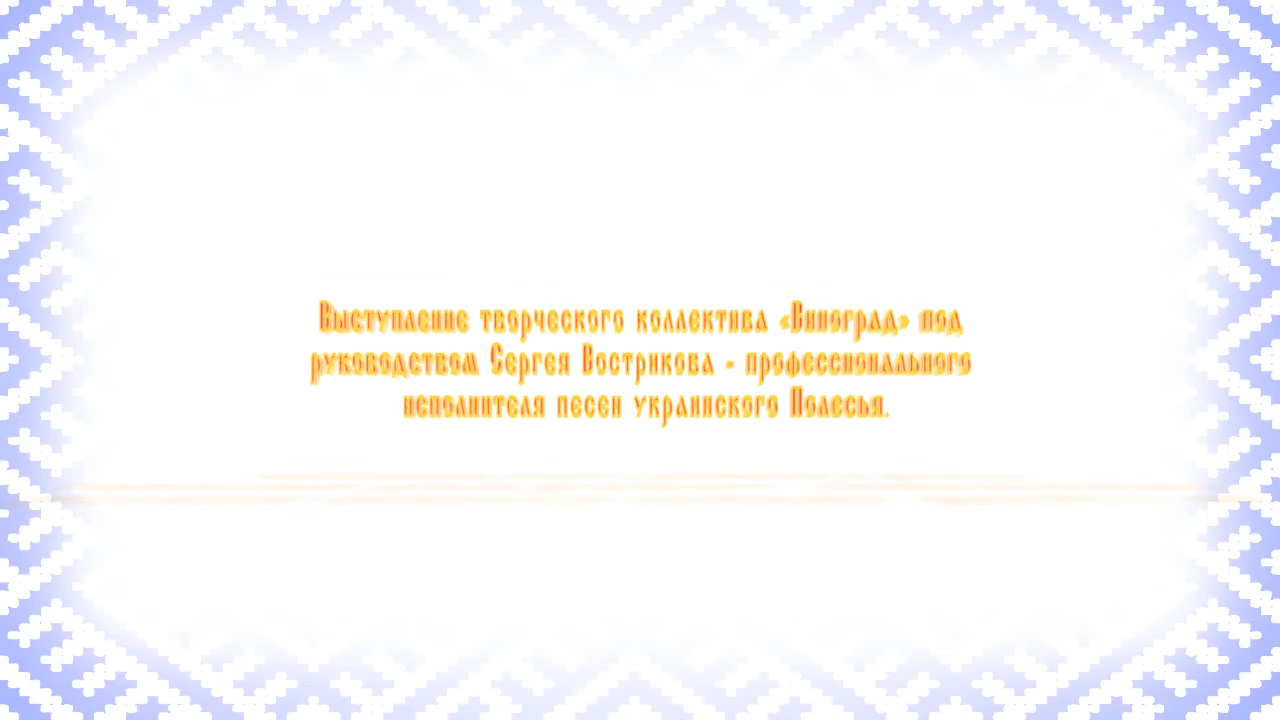 Выступление творческого коллектива «Виноград» под
руководством Сергея Вострикова - профессионального
исполнителя песен украинского Полесья.